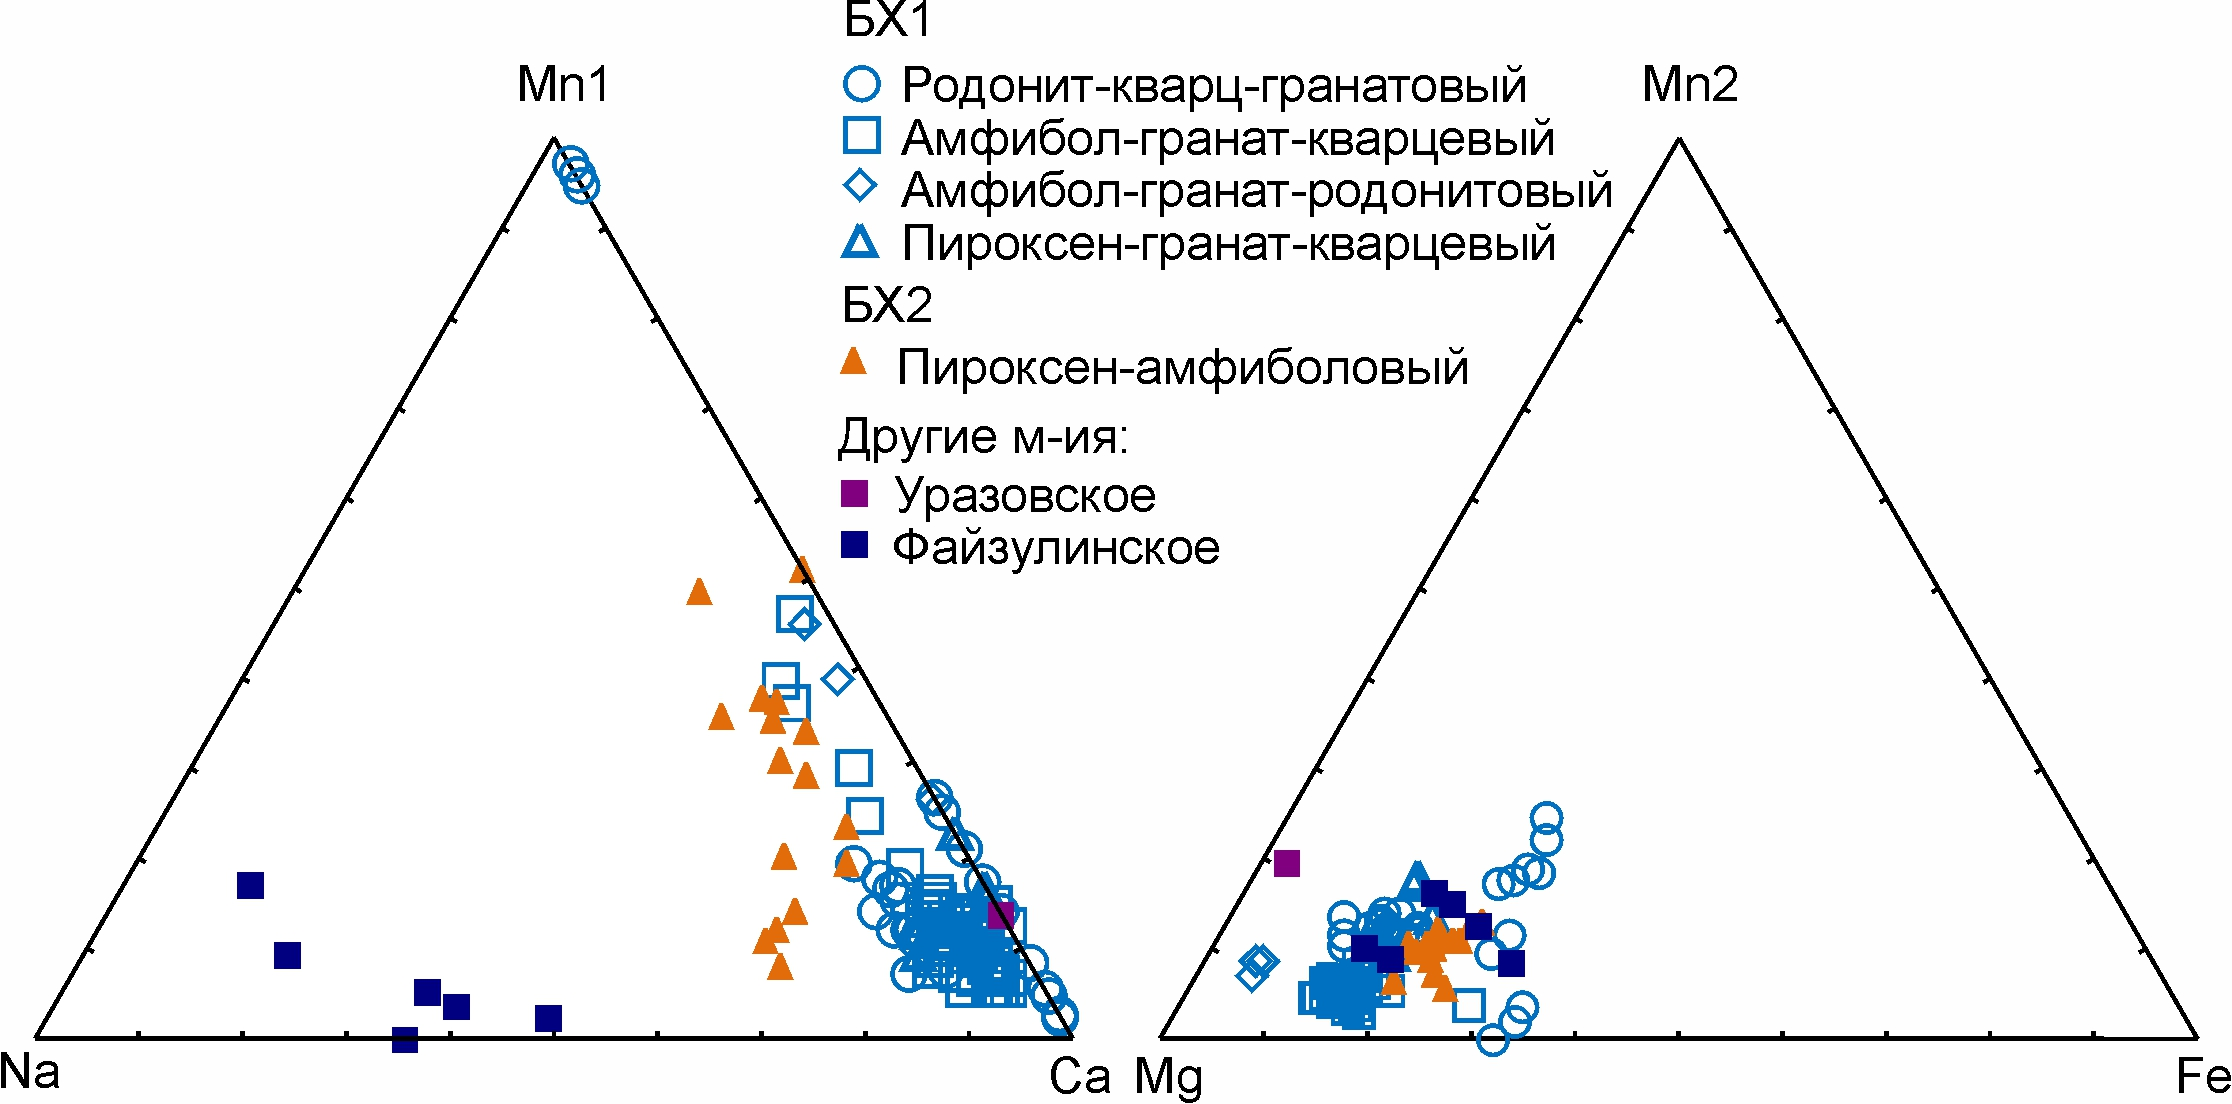 БХ1
Mn1
Родонит-кварц-гранатовый
Mn2
Амфибол-гранат-кварцевый
Амфибол-гранат-родонитовый
Пироксен-гранат-кварцевый
БХ2
Пироксен-амфиболовый
Другие м-ия:
Уразовское
Файзулинское
Na
Ca
Mg
Fe